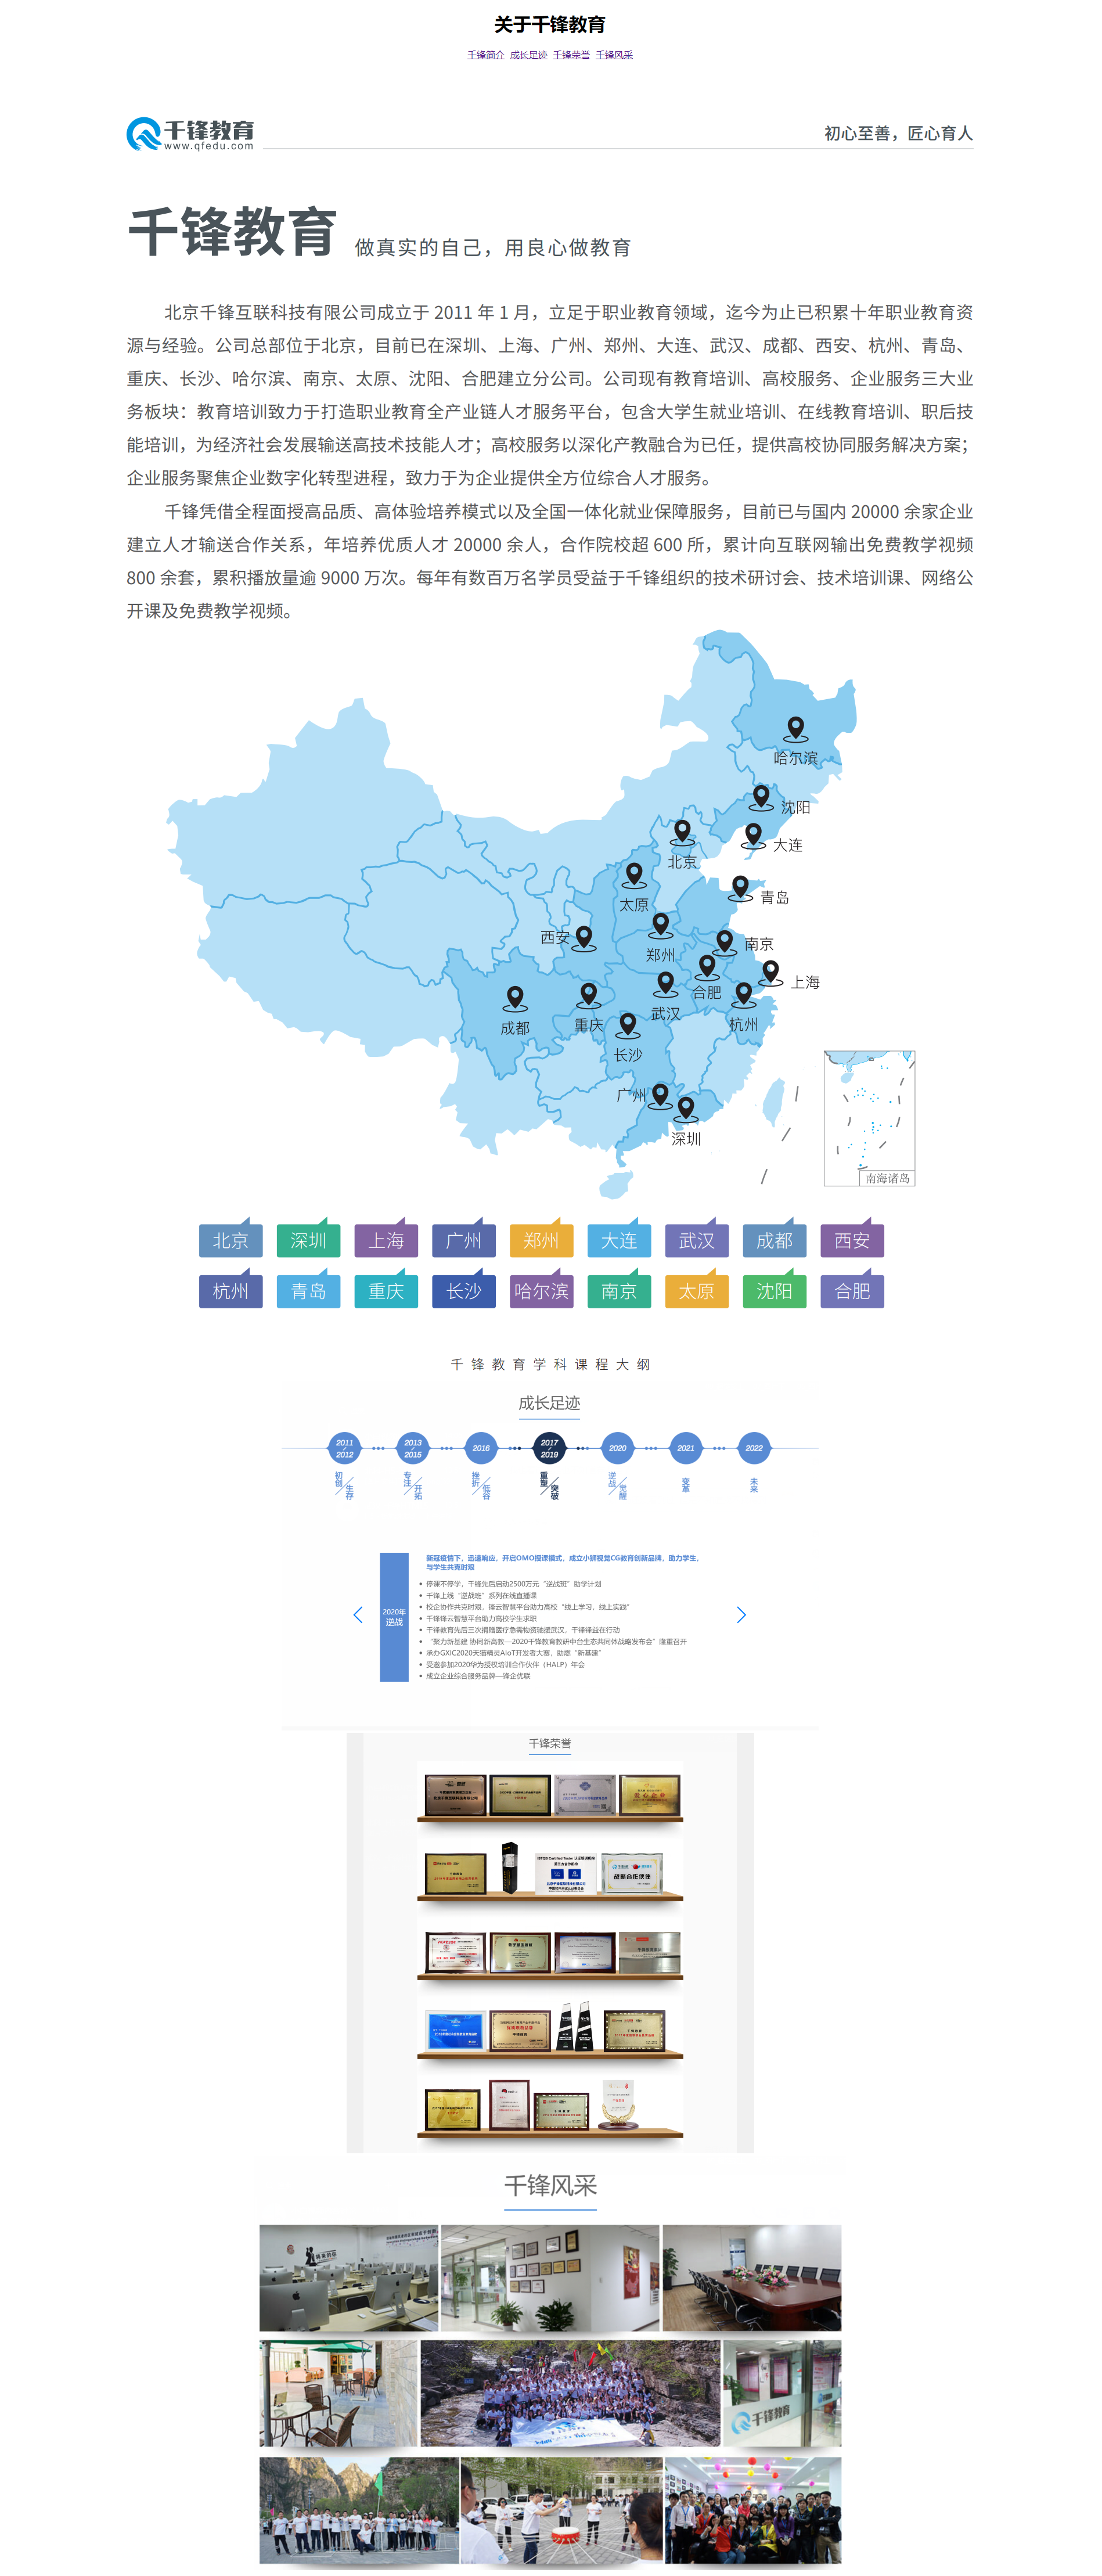 关于千锋教育
千锋简介 成长足迹 千锋荣誉 千锋风采
千锋教育
www.qfedu.com
初心至善，匠心育人
千锋教育 做真实的自己，用良心做教育
北京千锋互联科技有限公司成立于 2011 年 1 月，立足于职业教育领域，迄今为止已积累十年职业教育资
源与经验。公司总部位于北京，目前已在深圳、上海、广州、郑州、大连、武汉、成都、西安、杭州、青岛、
重庆、长沙、哈尔滨、南京、太原、沈阳、合肥建立分公司。公司现有教育培训、高校服务、企业服务三大业
务板块：教育培训致力于打造职业教育全产业链人才服务平台，包含大学生就业培训、在线教育培训、职后技
能培训，为经济社会发展输送高技术技能人才；高校服务以深化产教融合为已任，提供高校协同服务解决方案；
企业服务聚焦企业数字化转型进程，致力于为企业提供全方位综合人才服务。
千锋凭借全程面授高品质、高体验培养模式以及全国一体化就业保障服务，目前已与国内 20000 余家企业
建立人才输送合作关系，年培养优质人才 20000 余人，合作院校超 600 所，累计向互联网输出免费教学视频
800 余套，累积播放量逾 9000 万次。每年有数百万名学员受益于千锋组织的技术研讨会、技术培训课、网络公
开课及免费教学视频。
哈尔滨
沈阳
大连
北京
青岛
太原
西安
郑州
南京
上海
合肥
武汉
杭州
成都
重庆
长沙
广州
深圳
南海诸岛
北京 深圳 上海 广州 郑州 大连 武汉 成都 西安
杭州 青岛 重庆 长沙 哈尔滨 南京 太原 沈阳 合肥
千锋教育学科课程大纲
成长足迹
2011/2012 2013/2015 2016 2017/2019 2020 2021 2022
初创/生存 专注/开拓 挫折/低谷 重塑/突破 逆战/觉醒 变革 未来
新冠疫情下，迅速响应，开启OMO授课模式，成立小狮视觉CG教育创新品牌，助力学生，
与学生共克时艰
2020年
逆战
停课不停学，千锋先后启动2500万元“逆战班”助学计划
千锋上线“逆战班”系列在线直播课
校企协作共克时艰，锋云智慧平台助力高校“线上学习，线上实践”
千锋锋云智慧平台助力高校学生求职
千锋教育先后三次捐赠医疗急需物资驰援武汉，千锋锋益在行动
“聚力新基建 协同新高教—2020千锋教育教研中台生态共同体战略发布会”隆重召开
承办GXIC2020天猫精灵AIoT开发者大赛，助燃“新基建”
受邀参加2020华为授权培训合作伙伴（HALP）年会
成立企业综合服务品牌—锋企优联
千锋荣誉
战略合作伙伴
千锋风采
千锋教育